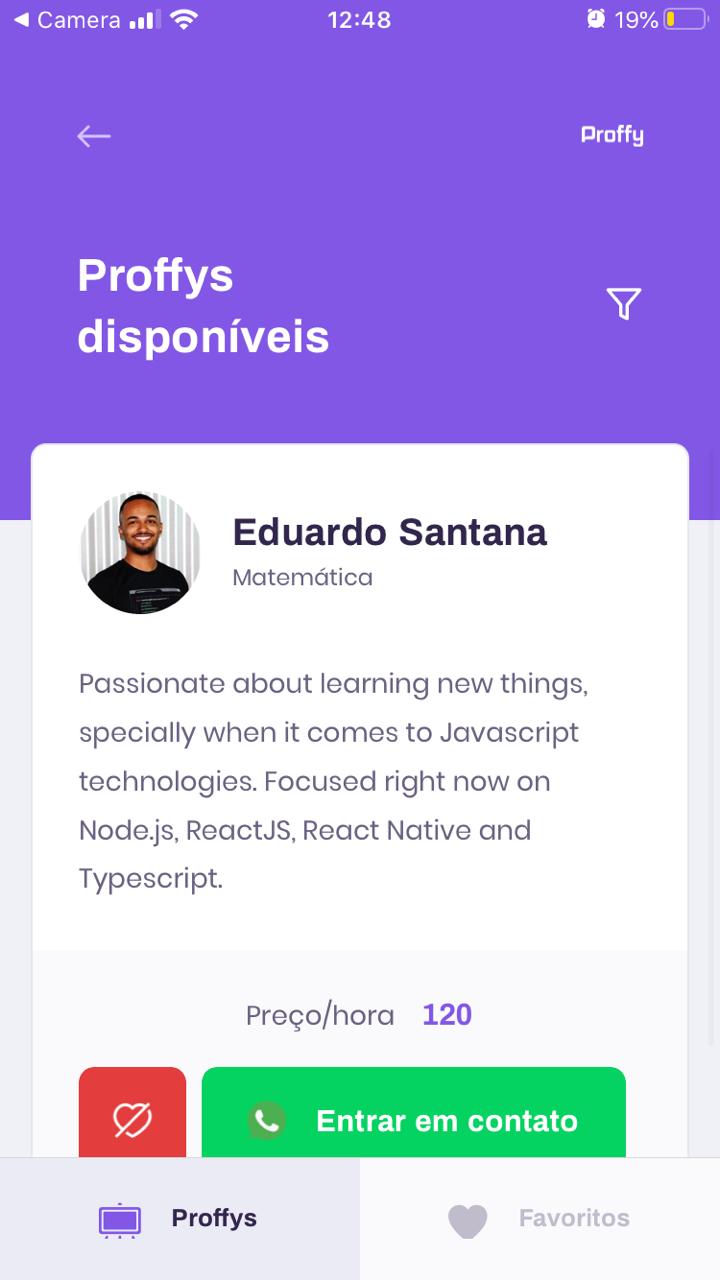 Camera 12:48 19%
Proffy
Proffys
disponíveis
Eduardo Santana
Matemática
Passionate about learning new things,
specially when it comes to Javascript
technologies. Focused right now on
Node.js, ReactJS, React Native and
Typescript.
Preço/hora 120
Entrar em contato
Proffys Favoritos